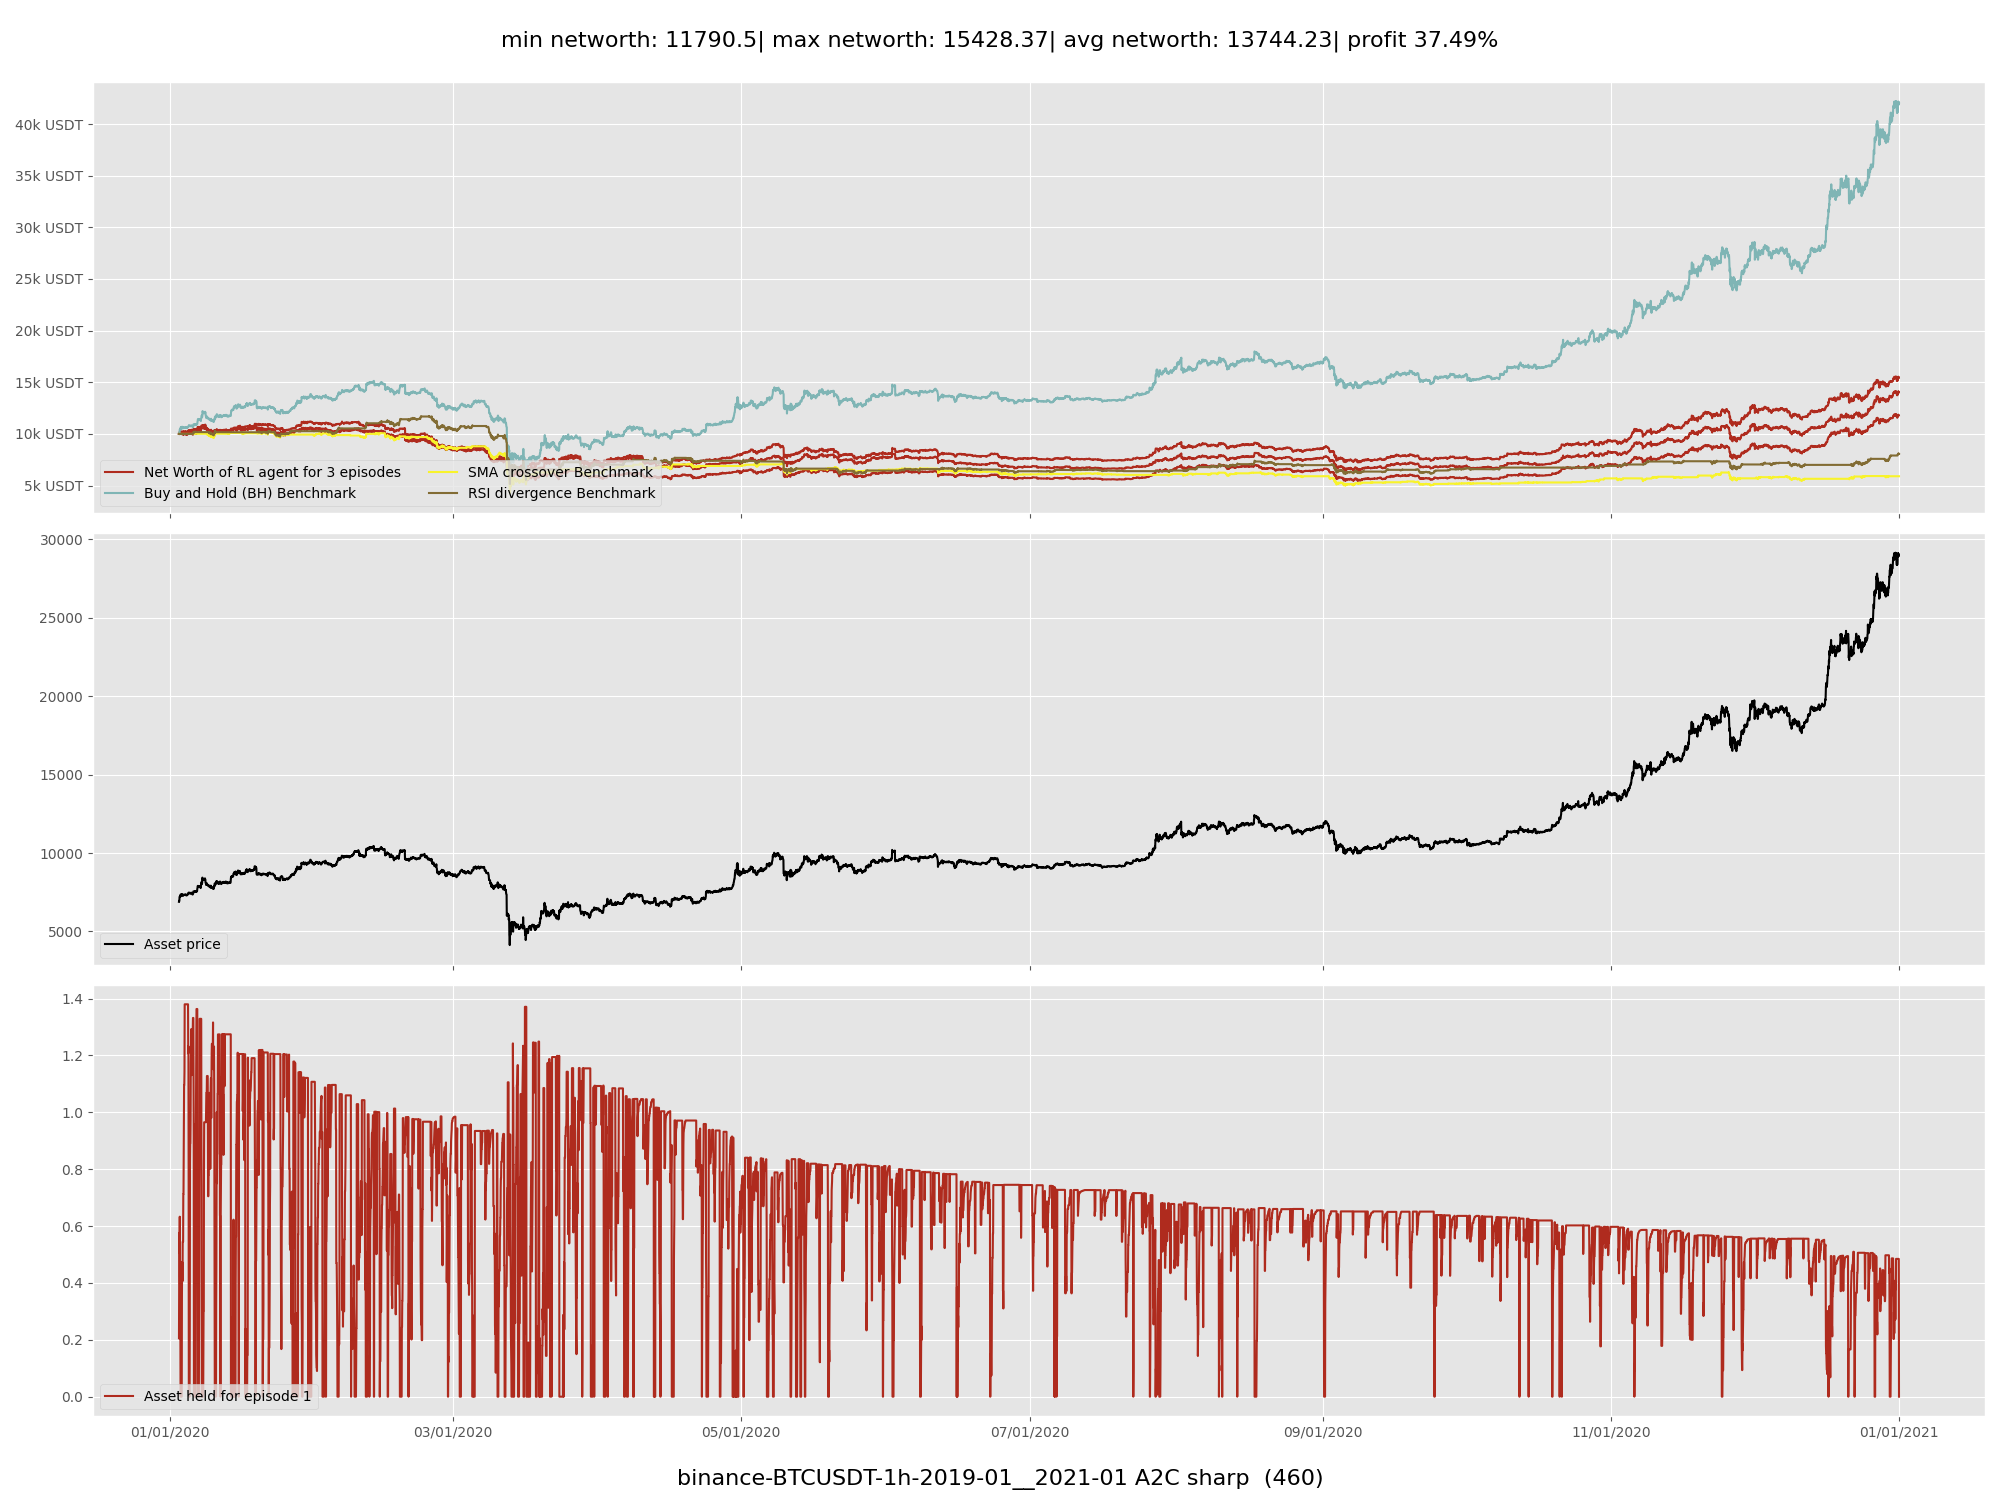 min networth: 11790.5| max networth: 15428.37| avg networth: 13744.23| profit 37.49%
40k USDT
35k USDT
30k USDT
25k USDT
20k USDT
15k USDT
10k USDT
5k USDT
Net Worth of RL agent for 3 episodes
Buy and Hold (BH) Benchmark
SMA crossover Benchmark
RSI divergence Benchmark
30000
25000
20000
15000
10000
5000
Asset price
1.4
1.2
1.0
0.8
0.6
0.4
0.2
0.0
Asset held for episode 1
01/01/2020 03/01/2020 05/01/2020 07/01/2020 09/01/2020 11/01/2020 01/01/2021
binance-BTCUSDT-1h-2019-01__2021-01 A2C sharp (460)